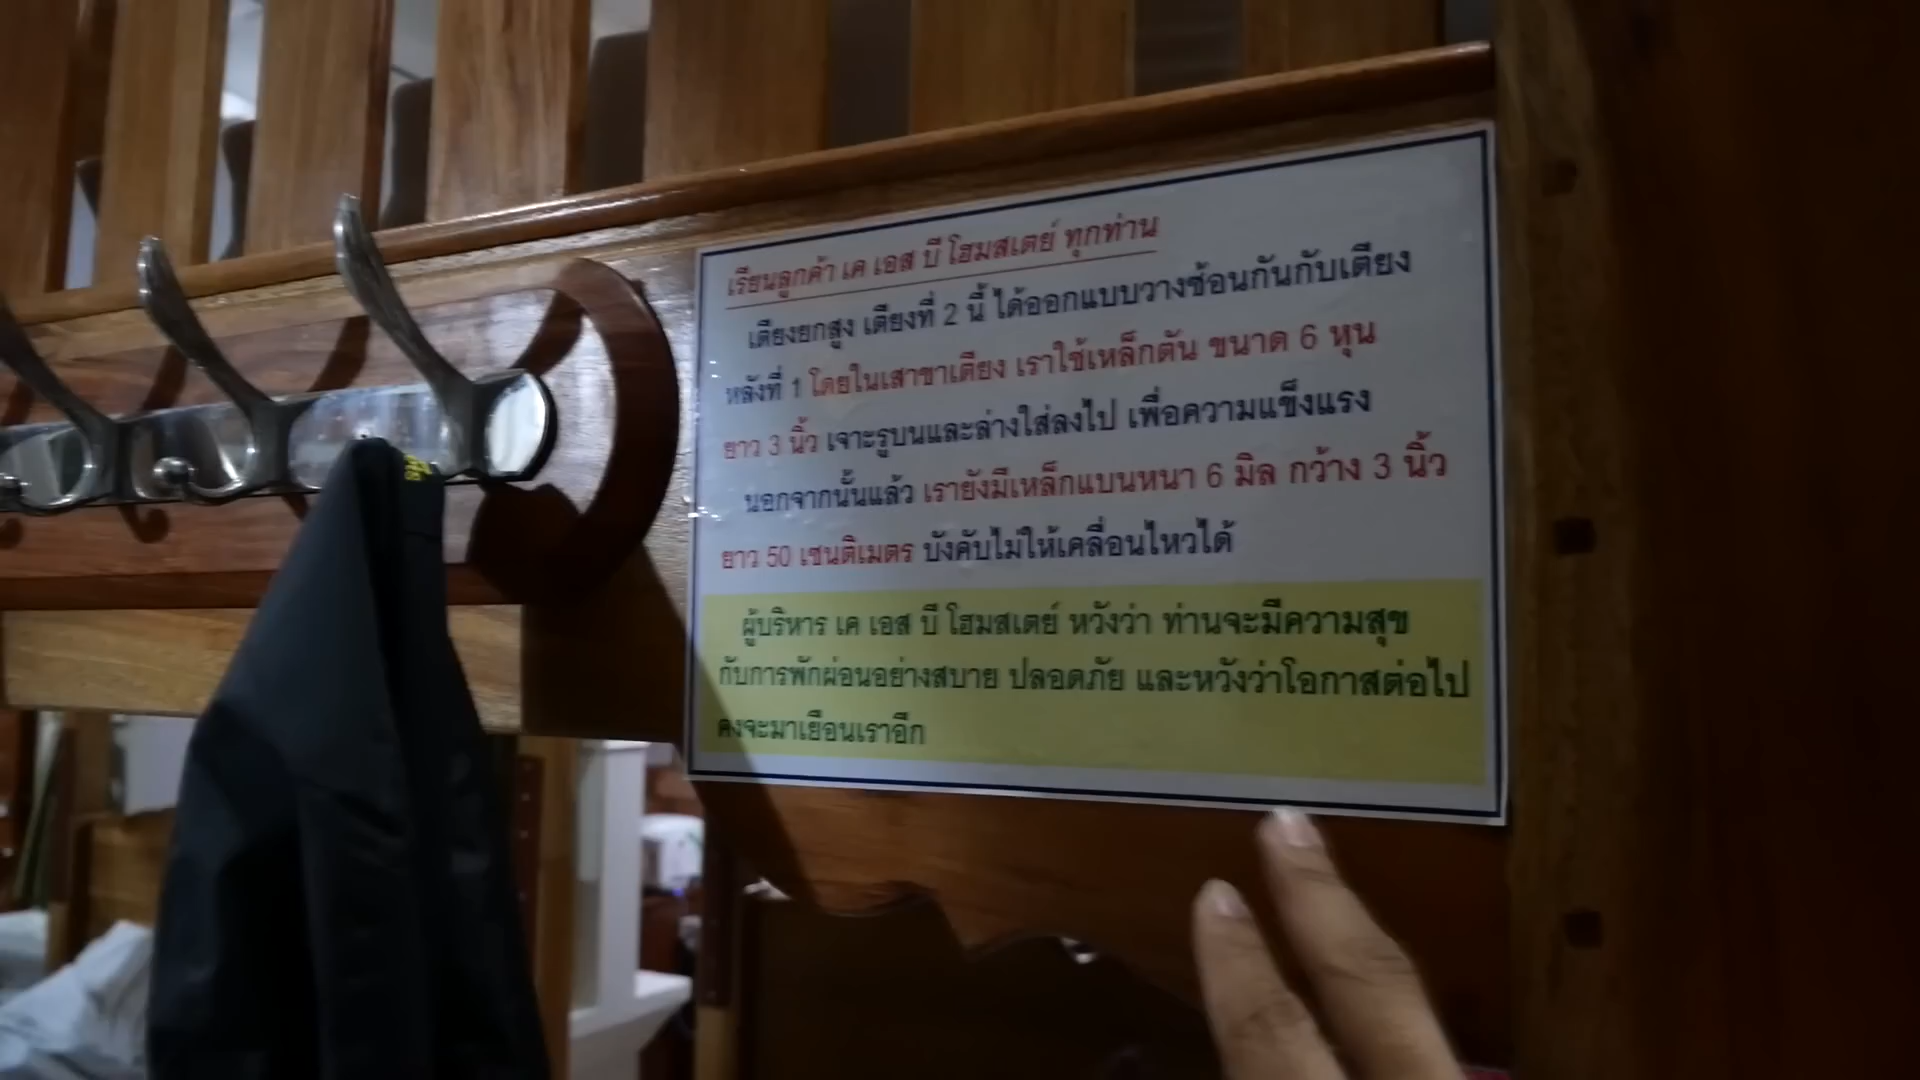 เรียนลูกค้า เค เอส บี โฮมสเตย์ ทุกท่าน
เตียงยกสูง เตียงที่ 2 นี้ ได้ออกแบบวางซ้อนกันกับเตียง
หลังที่ 1 โดยในเสาขาเตียง เราใช้เหล็กตัน ขนาด 6 หุน
ยาว 3 นิ้ว เจาะรูบนและล่างใส่ลงไป เพื่อความแข็งแรง
นอกจากนั้นแล้ว เรายังมีเหล็กแบนหนา 6 มิล กว้าง 3 นิ้ว
ยาว 50 เซนติเมตร บังคับไม่ให้เคลื่อนไหวได้
ผู้บริหาร เค เอส บี โฮมสเตย์ หวังว่า ท่านจะมีความสุข
กับการพักผ่อนอย่างสบาย ปลอดภัย และหวังว่าโอกาสต่อไป
คงจะมาเยือนเราอีก